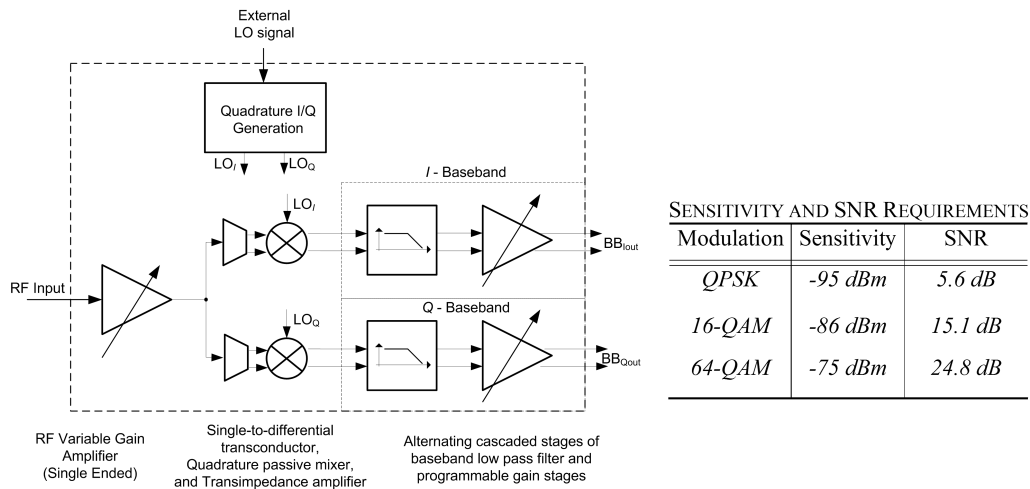 External
LO signal
Quadrature I/Q
Generation
LO_I
LO_Q
I - Baseband
LO_I
BB_Iout
RF Input
Q - Baseband
LO_Q
BB_Qout
RF Variable Gain
Amplifier
(Single Ended)
Single-to-differential
transconductor,
Quadrature passive mixer,
and Transimpedance amplifier
Alternating cascaded stages of
baseband low pass filter and
programmable gain stages
SENSITIVITY AND SNR REQUIREMENTS
Modulation Sensitivity SNR
QPSK -95 dBm 5.6 dB
16-QAM -86 dBm 15.1 dB
64-QAM -75 dBm 24.8 dB